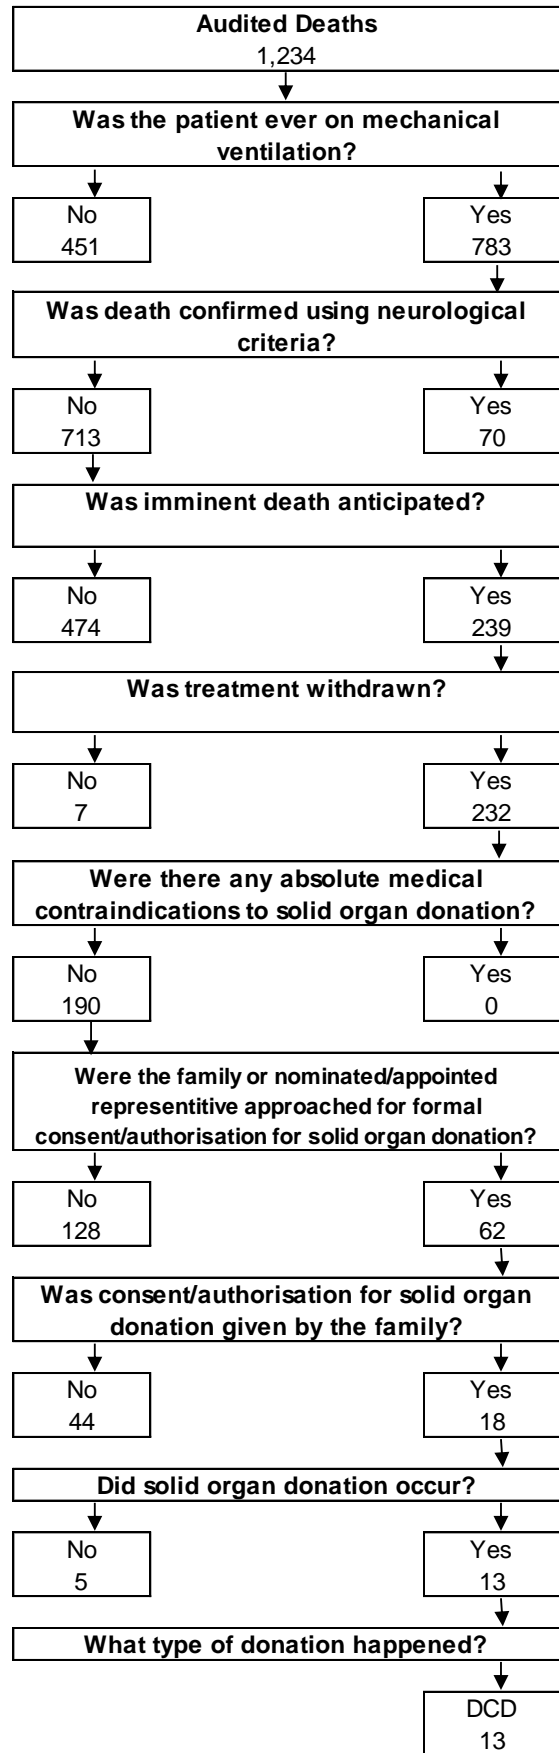 Audited Deaths
1,234
Was the patient ever on mechanical
ventilation?
No
451
Yes
783
Was death confirmed using neurological
criteria?
No
713
Yes
70
Was imminent death anticipated?
No
474
Yes
239
Was treatment withdrawn?
No
7
Yes
232
Were there any absolute medical
contraindications to solid organ donation?
No
190
Yes
0
Were the family or nominated/appointed
representitive approached for formal
consent/authorisation for solid organ donation?
No
128
Yes
62
Was consent/authorisation for solid organ
donation given by the family?
No
44
Yes
18
Did solid organ donation occur?
No
5
Yes
13
What type of donation happened?
DCD
13